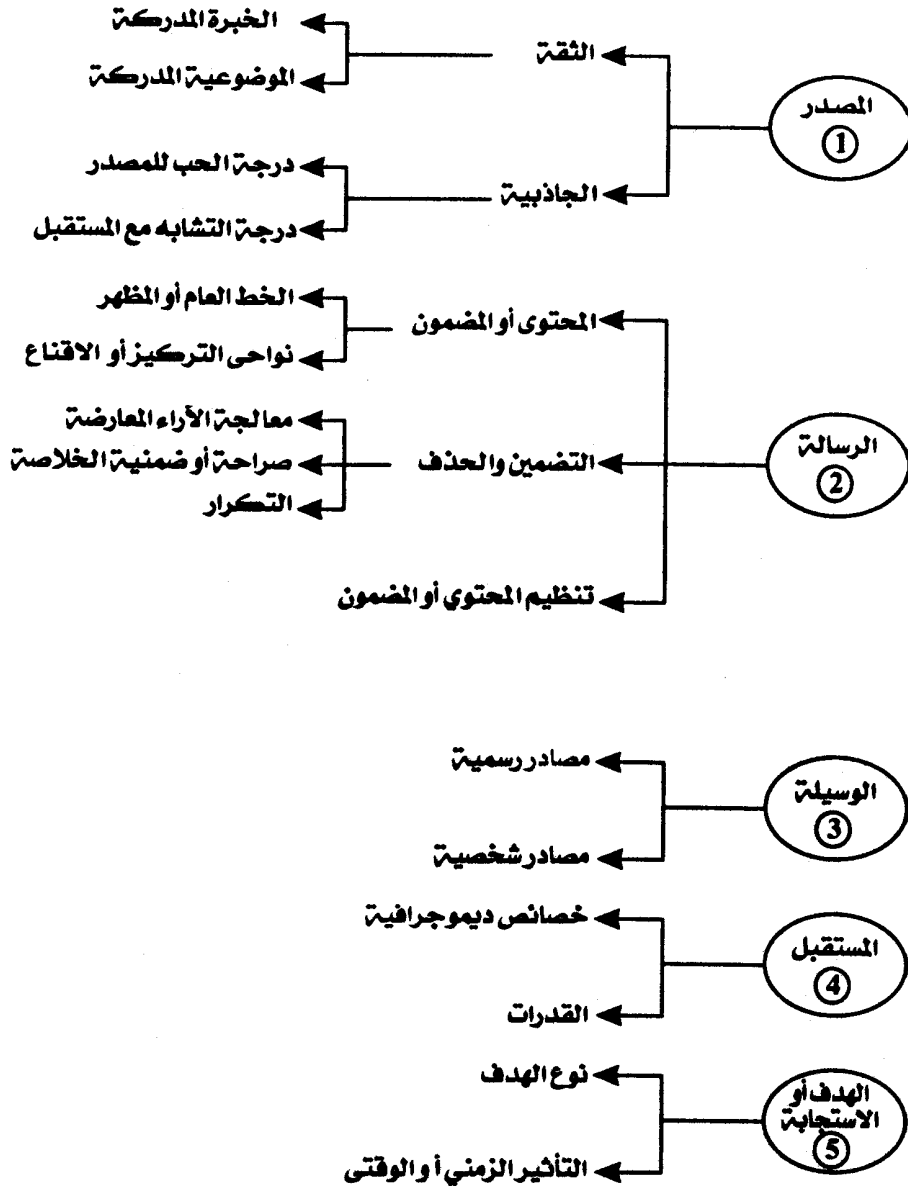 المصدر
1
الثقة
الخبرة المدركة
الموضوعية المدركة
الجاذبية
درجة الحب للمصدر
درجة التشابه مع المستقبل
الرسالة
2
المحتوى أو المضمون
الخط العام أو المظهر
نواحى التركيز أو الاقناع
التضمين والحذف
معالجة الآراء المعارضة
صراحة أو ضمنية الخلاصة
التكرار
تنظيم المحتوي أو المضمون
الوسيلة
3
مصادر رسمية
مصادر شخصية
المستقبل
4
خصائص ديموجرافية
القدرات
الهدف أو
الاستجابة
5
نوع الهدف
التأثير الزمني أو الوقتى